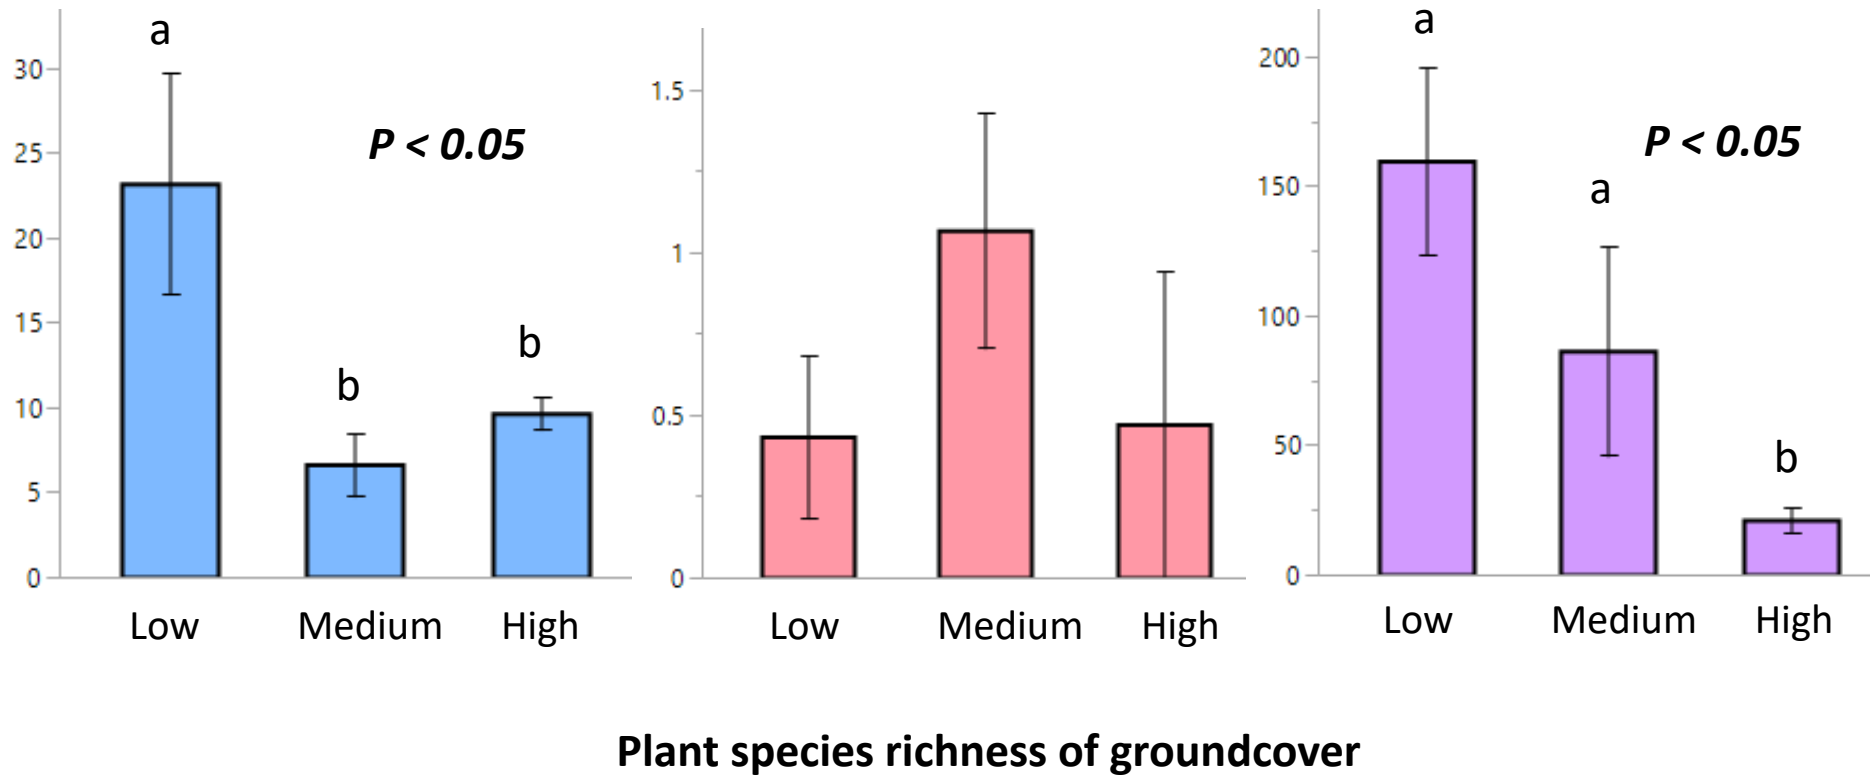 a
30
25
20
15
10
5
0
P < 0.05
b
b
Low Medium High
1.5
1
0.5
0
Low Medium High
a
200
150
100
50
0
P < 0.05
a
b
Low Medium High
Plant species richness of groundcover